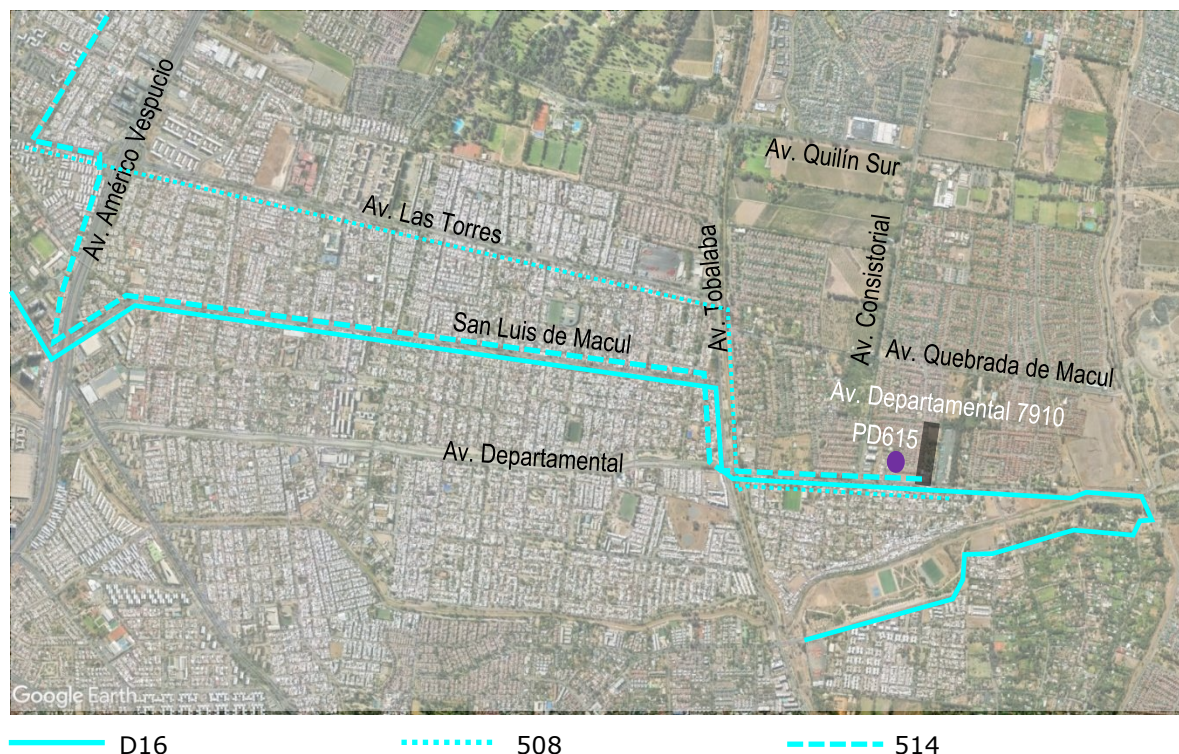 Av. Américo Vespucio
Av. Quilín Sur
Av. Las Torres
Av. Tobalaba
Av. Consistorial
San Luis de Macul
Av. Quebrada de Macul
Av. Departamental 7910
PD615
Av. Departamental
Google Earth
D16
508
514